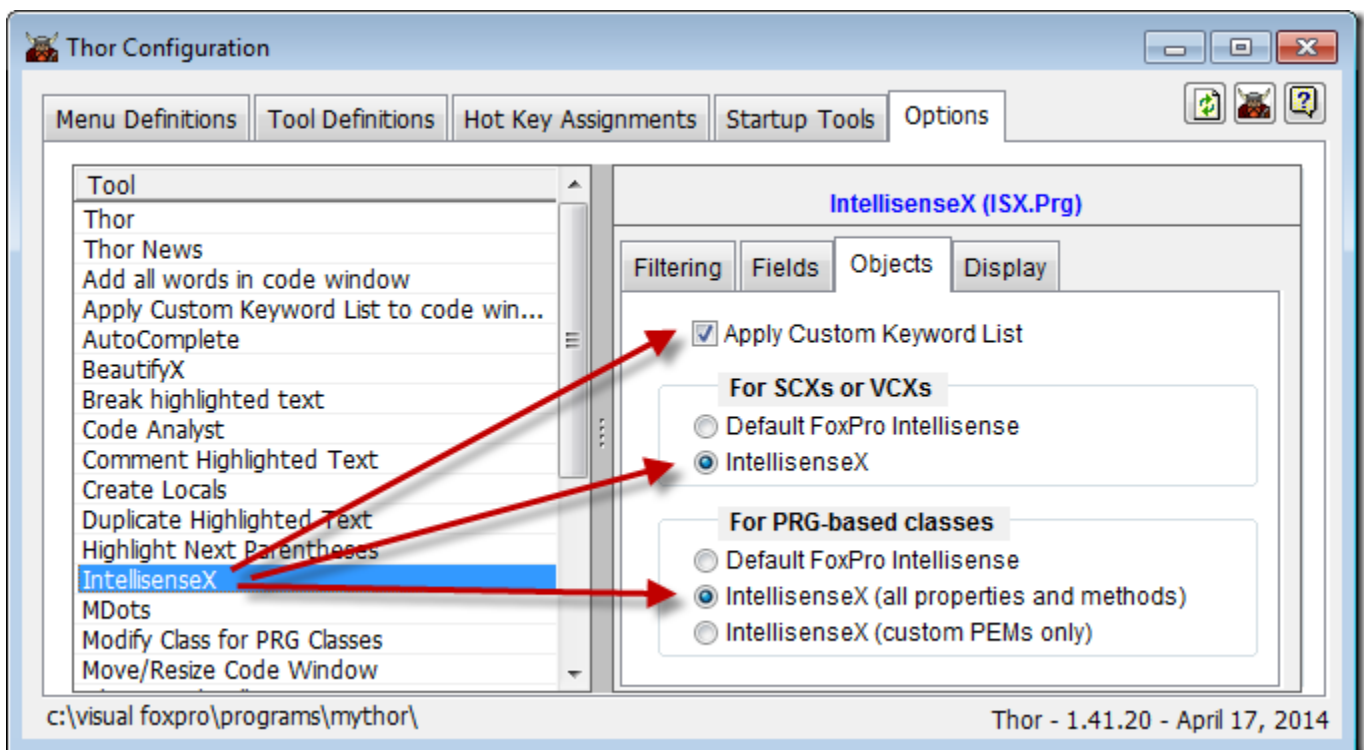 Thor Configuration
Menu Definitions
Tool Definitions
Hot Key Assignments
Startup Tools
Options
Tool
Thor
Thor News
Add all words in code window
Apply Custom Keyword List to code win...
AutoComplete
BeautifyX
Break highlighted text
Code Analyst
Comment Highlighted Text
Create Locals
Duplicate Highlighted Text
Highlight Next Parentheses
IntellisenseX
MDots
Modify Class for PRG Classes
Move/Resize Code Window
IntellisenseX (ISX.Prg)
Filtering
Fields
Objects
Display
Apply Custom Keyword List
For SCXs or VCXs
Default FoxPro Intellisense
IntellisenseX
For PRG-based classes
Default FoxPro Intellisense
IntellisenseX (all properties and methods)
IntellisenseX (custom PEMs only)
c:\visual foxpro\programs\mythor\
Thor - 1.41.20 - April 17, 2014